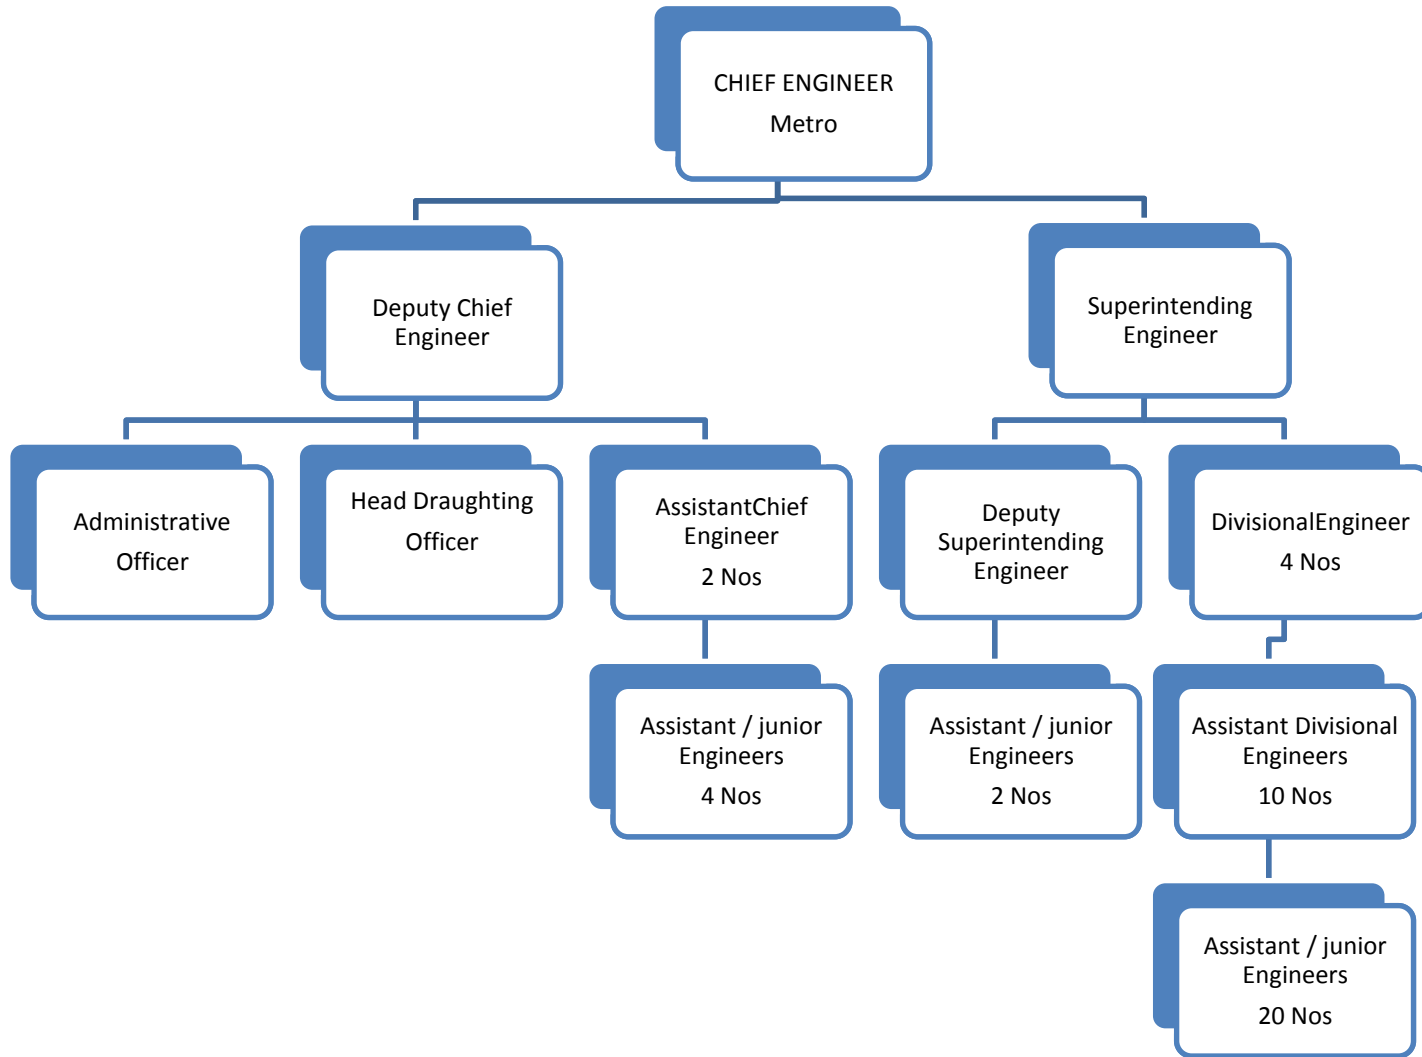 CHIEF ENGINEER
Metro
Deputy Chief
Engineer
Superintending
Engineer
Administrative
Officer
Head Draughting
Officer
AssistantChief
Engineer
2 Nos
Deputy
Superintending
Engineer
DivisionalEngineer
4 Nos
Assistant / junior
Engineers
4 Nos
Assistant / junior
Engineers
2 Nos
Assistant Divisional
Engineers
10 Nos
Assistant / junior
Engineers
20 Nos